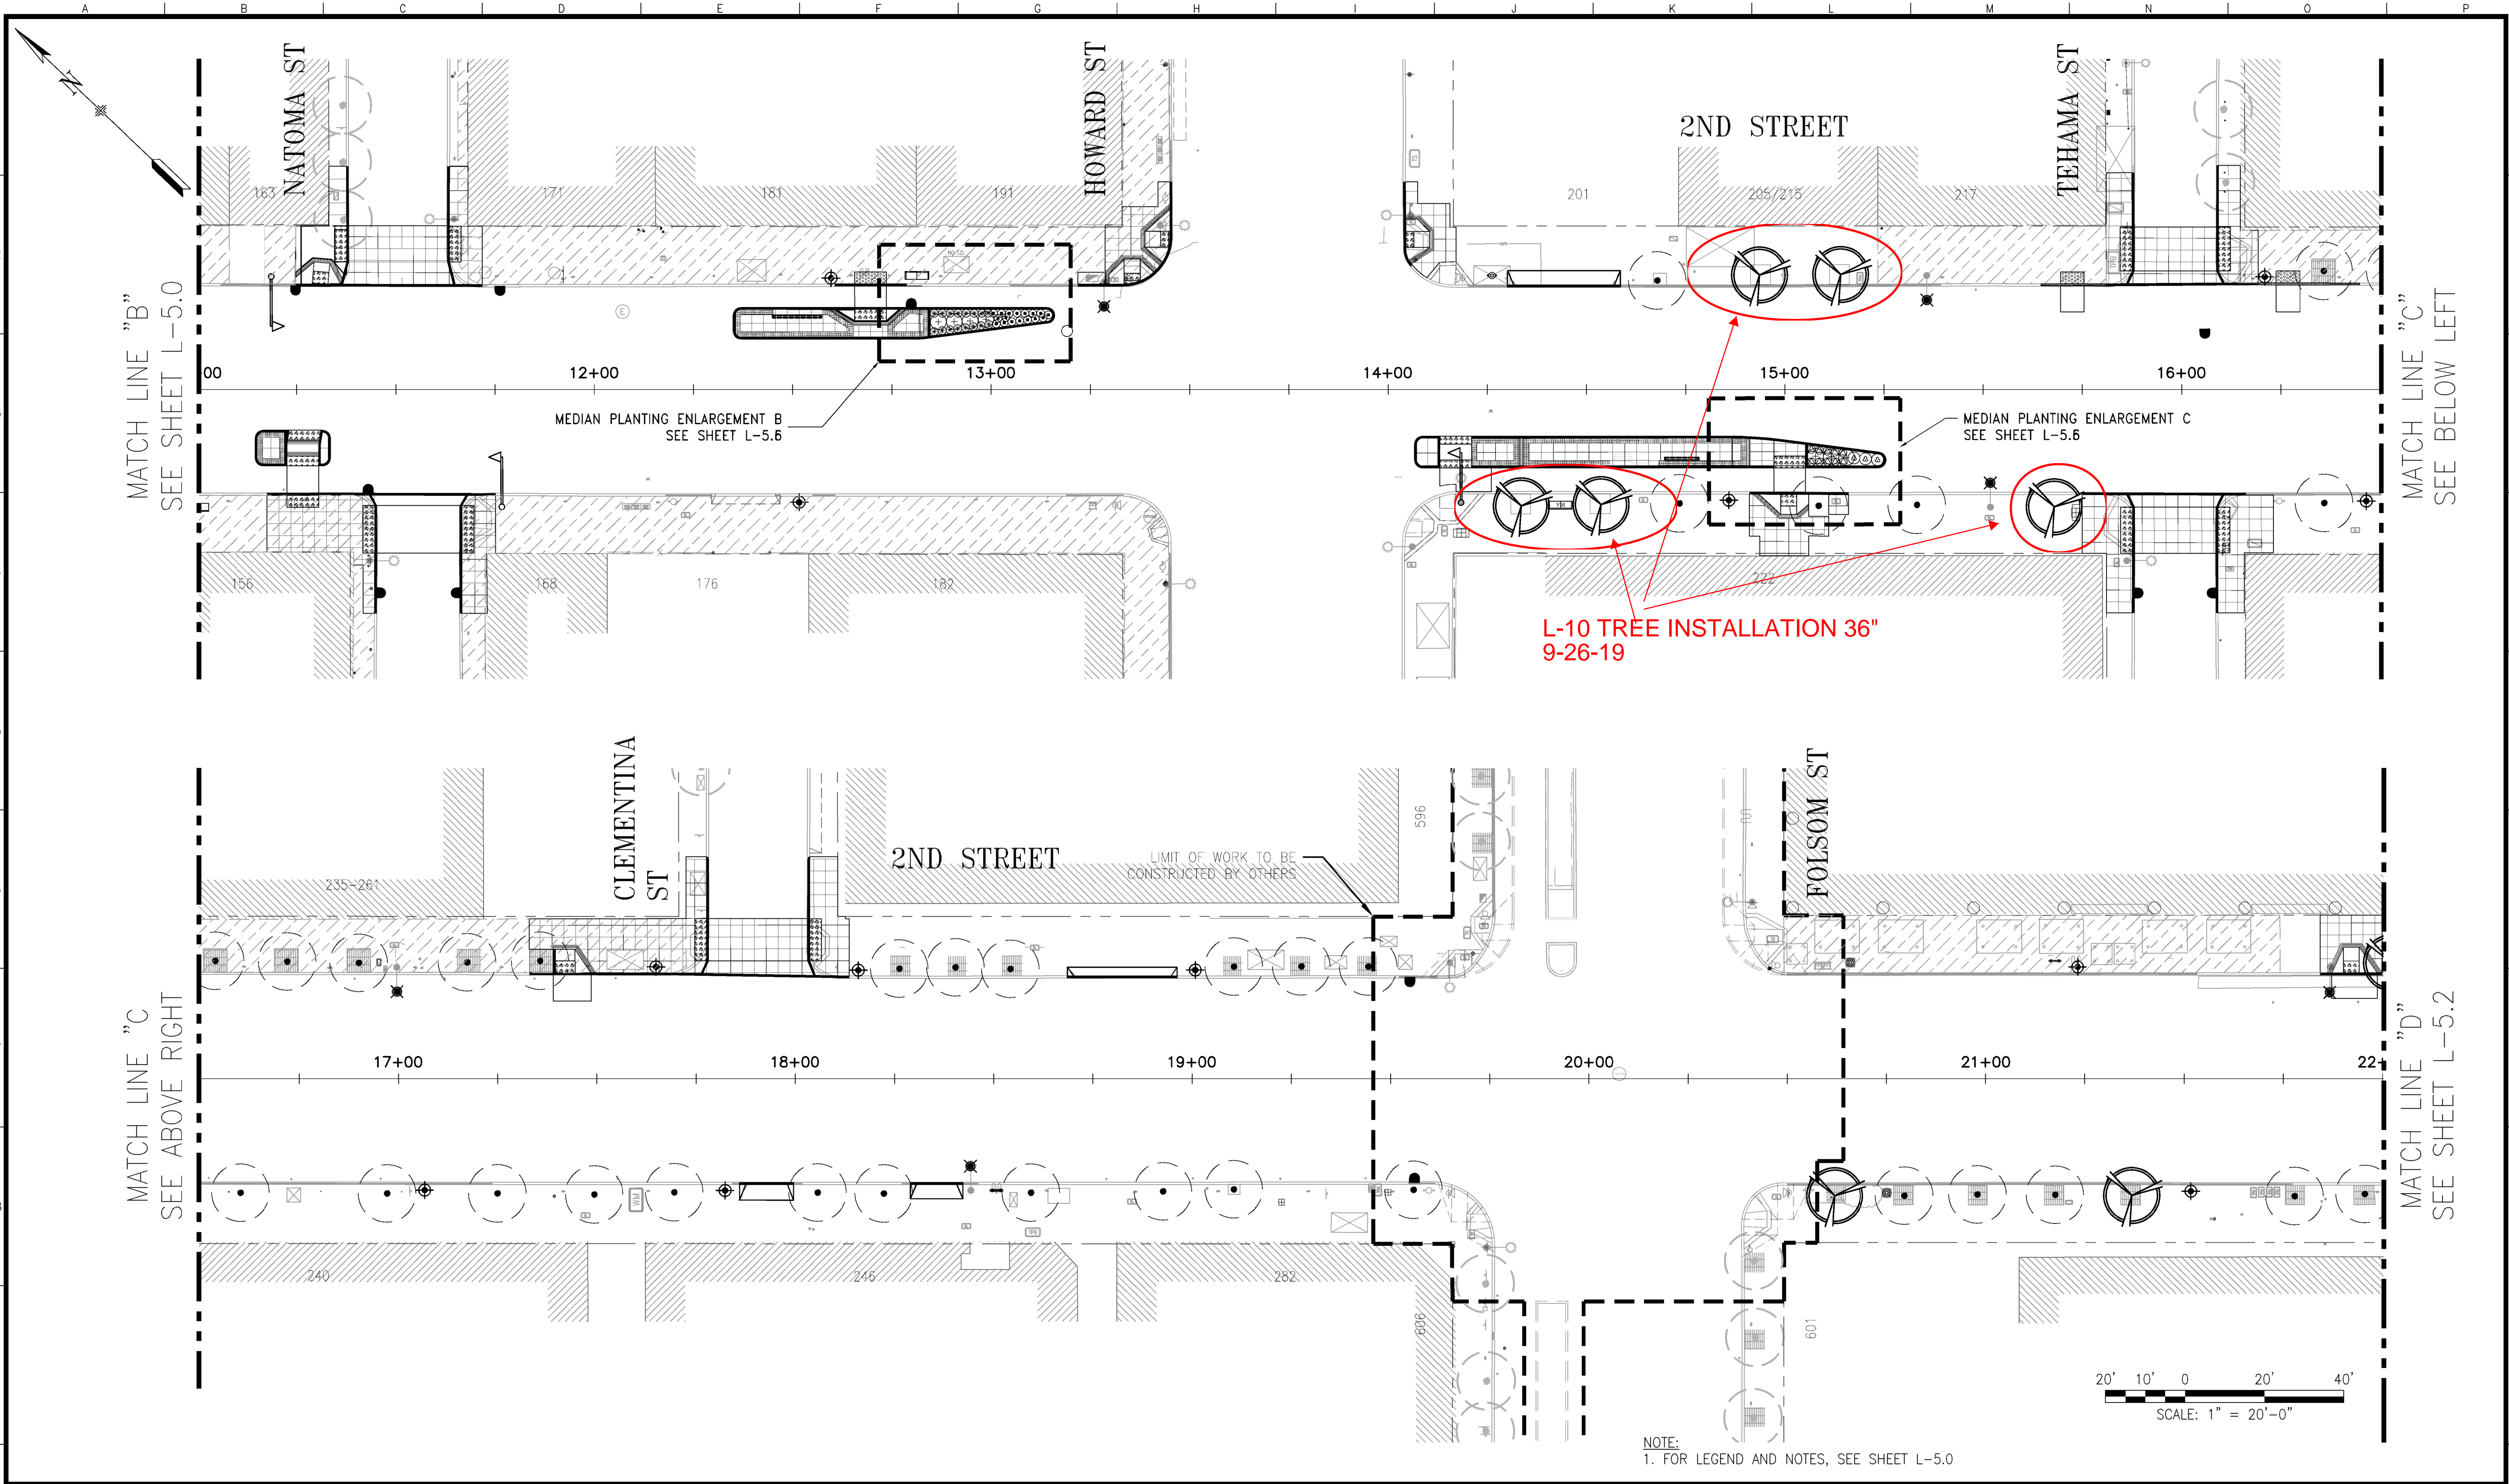 A B C D E F G H I J K L M N O P
N
NATOMA ST
HOWARD ST
2ND STREET
TEHAMA ST
163
171
181
191
201
205/215
217
NO T.D.
TS
E
MATCH LINE "B"
SEE SHEET L-5.0
MATCH LINE "C"
SEE BELOW LEFT
00
12+00
13+00
14+00
15+00
16+00
MEDIAN PLANTING ENLARGEMENT B
SEE SHEET L-5.6
MEDIAN PLANTING ENLARGEMENT C
SEE SHEET L-5.6
156
168
176
182
222
L-10 TREE INSTALLATION 36"
9-26-19
CLEMENTINA
ST
2ND STREET
FOLSOM ST
LIMIT OF WORK TO BE
CONSTRUCTED BY OTHERS
235-261
596
MATCH LINE "C
SEE ABOVE RIGHT
MATCH LINE "D"
SEE SHEET L-5.2
17+00
18+00
19+00
20+00
21+00
22+
WM
240
246
282
606
601
20' 10' 0 20' 40'
SCALE: 1" = 20'-0"
NOTE:
1. FOR LEGEND AND NOTES, SEE SHEET L-5.0